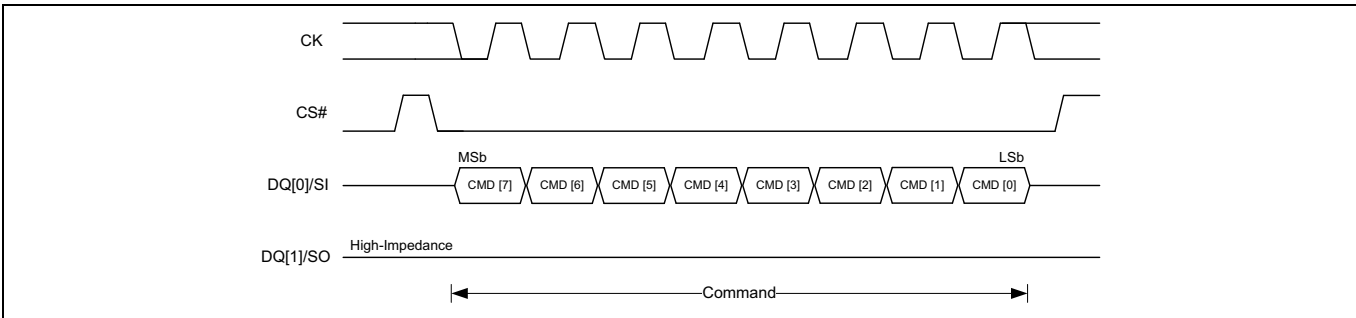 CK
CS#
MSb LSb
DQ[0]/SI CMD [7] CMD [6] CMD [5] CMD [4] CMD [3] CMD [2] CMD [1] CMD [0]
High-Impedance
DQ[1]/SO
Command